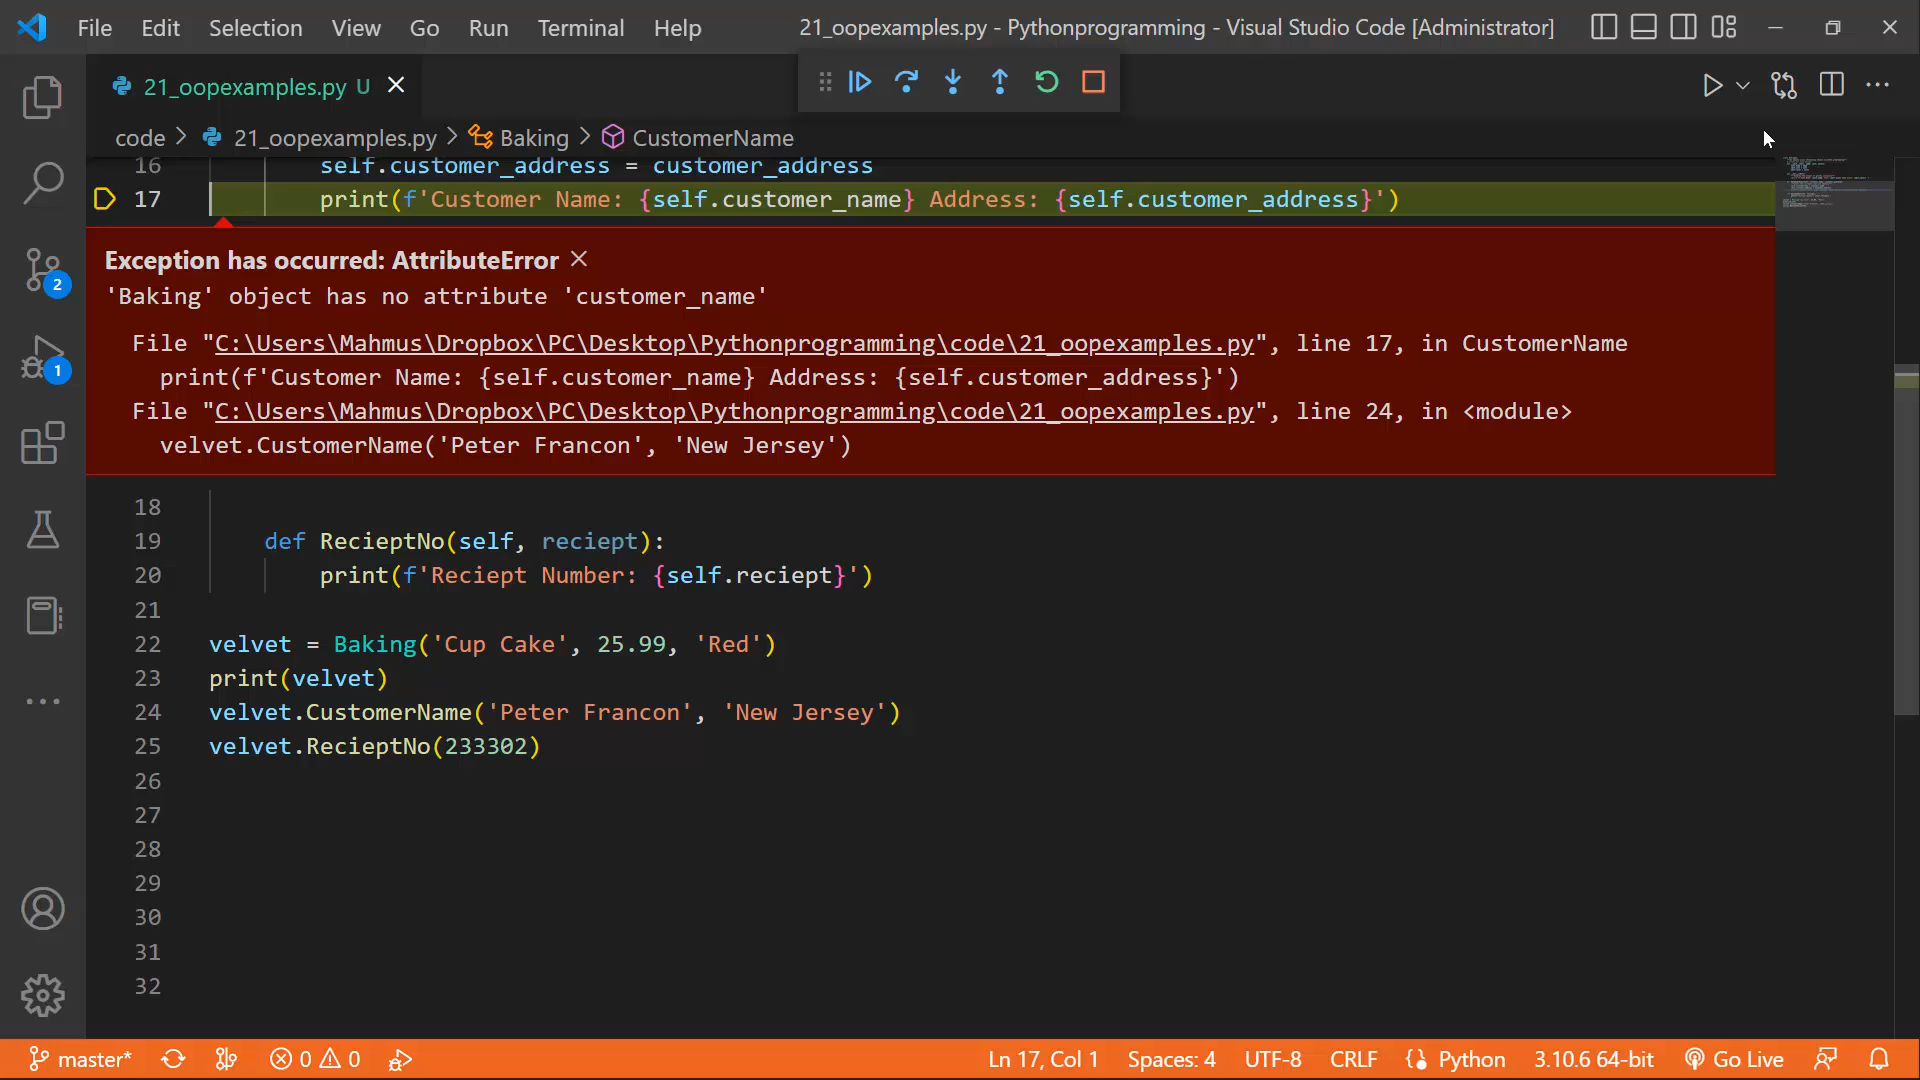 File Edit Selection View Go Run Terminal Help 21_oopexamples.py - Pythonprogramming - Visual Studio Code [Administrator]
21_oopexamples.py U
code > 21_oopexamples.py > Baking > CustomerName
16 self.customer_address = customer_address
17 print(f'Customer Name: {self.customer_name} Address: {self.customer_address}')
Exception has occurred: AttributeError
'Baking' object has no attribute 'customer_name'
File "C:\Users\Mahmus\Dropbox\PC\Desktop\Pythonprogramming\code\21_oopexamples.py", line 17, in CustomerName
print(f'Customer Name: {self.customer_name} Address: {self.customer_address}')
File "C:\Users\Mahmus\Dropbox\PC\Desktop\Pythonprogramming\code\21_oopexamples.py", line 24, in <module>
velvet.CustomerName('Peter Francon', 'New Jersey')
2
1
18
19 def RecieptNo(self, reciept):
20 print(f'Reciept Number: {self.reciept}')
21
22 velvet = Baking('Cup Cake', 25.99, 'Red')
23 print(velvet)
24 velvet.CustomerName('Peter Francon', 'New Jersey')
25 velvet.RecieptNo(233302)
26
27
28
29
30
31
32
master* 0 0 Ln 17, Col 1 Spaces: 4 UTF-8 CRLF Python 3.10.6 64-bit Go Live